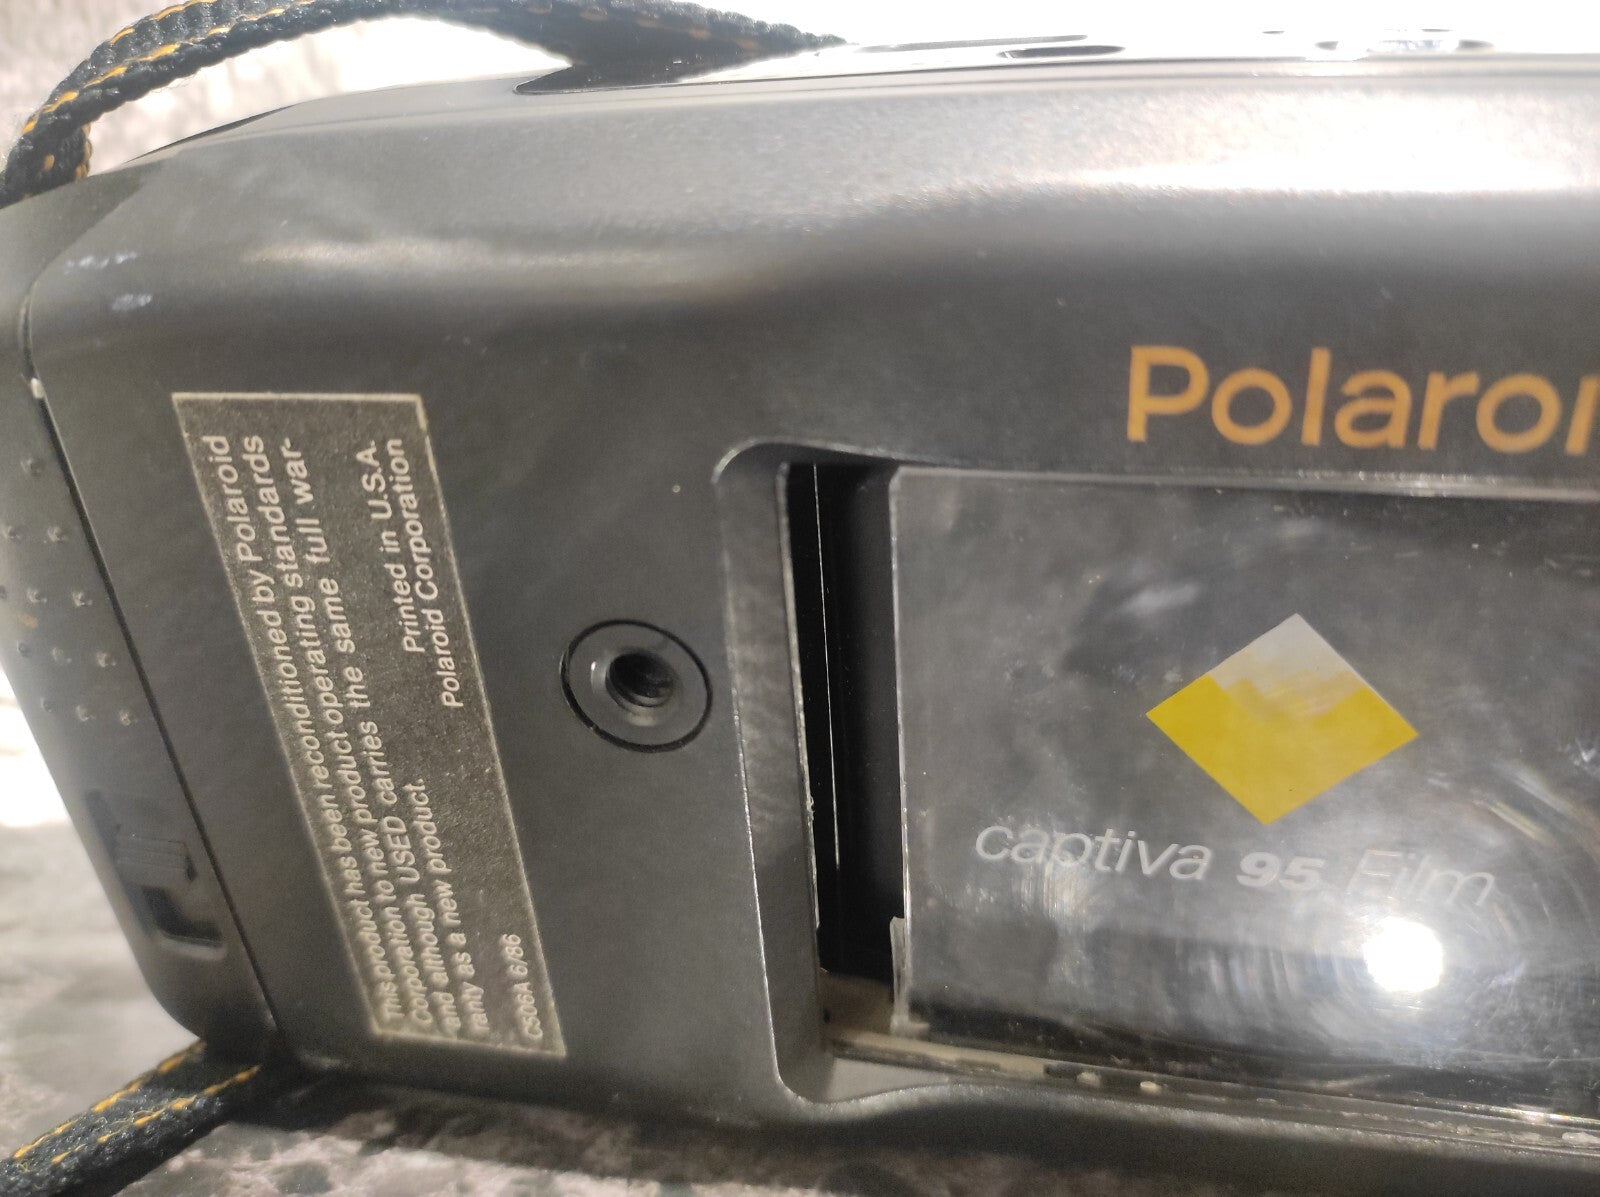 This product has been reconditioned by Polaroid
Corporation to new product operating standards
and although USED carries the same full war-
ranty as a new product.
Printed in U.S.A.
C506A 6/86
Polaroid Corporation
Polaroi
captiva 95 Film